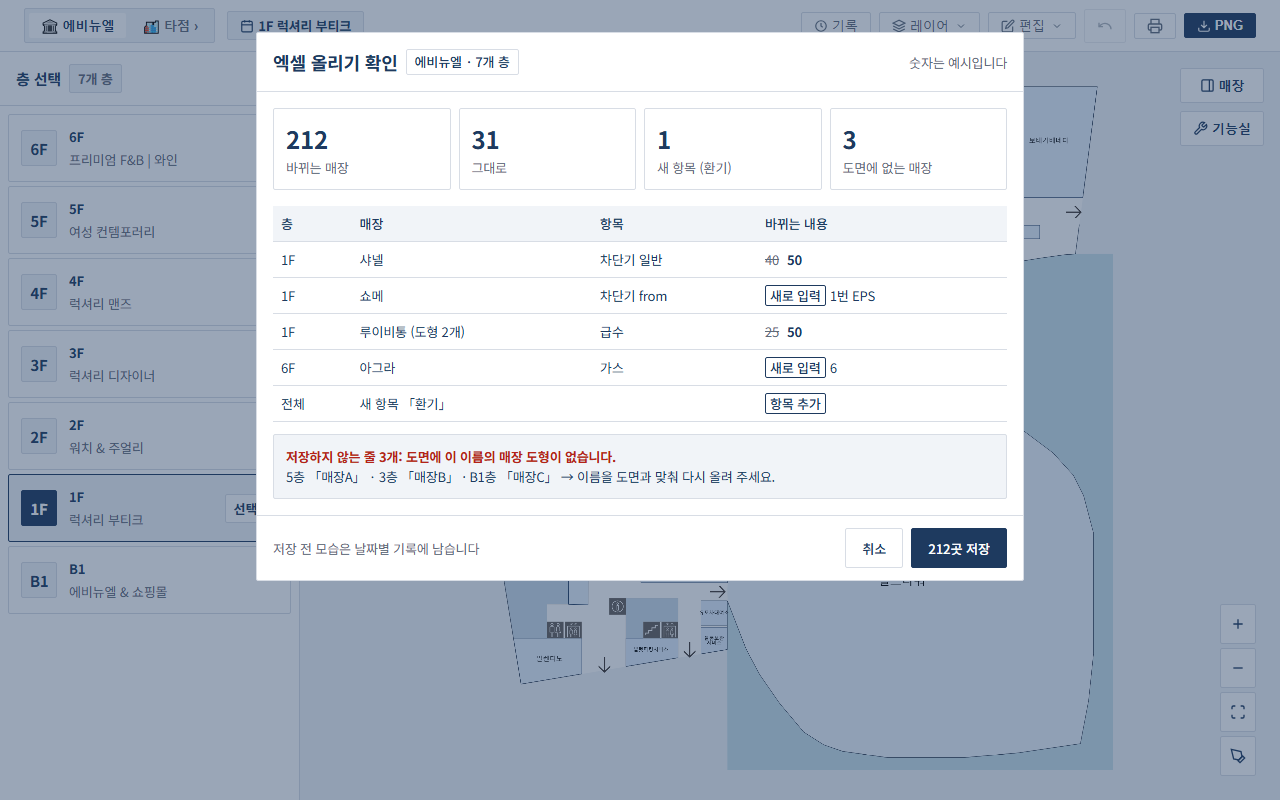 에비뉴엘
타점 ›
1F 럭셔리 부티크
기록
레이어
편집
PNG
층 선택
7개 층
6F
6F
프리미엄 F&B | 와인
5F
5F
여성 컨템포러리
4F
4F
럭셔리 맨즈
3F
3F
럭셔리 디자이너
2F
2F
워치 & 주얼리
1F
1F
럭셔리 부티크
선택
B1
B1
에비뉴엘 & 쇼핑몰
매장
기능실
엑셀 올리기 확인
에비뉴엘 · 7개 층
숫자는 예시입니다
212
바뀌는 매장
31
그대로
1
새 항목 (환기)
3
도면에 없는 매장
층 매장 항목 바뀌는 내용
1F 샤넬 차단기 일반 40 50
1F 쇼메 차단기 from 새로 입력 1번 EPS
1F 루이비통 (도형 2개) 급수 25 50
6F 아그라 가스 새로 입력 6
전체 새 항목 「환기」 항목 추가
저장하지 않는 줄 3개: 도면에 이 이름의 매장 도형이 없습니다.
5층 「매장A」 · 3층 「매장B」 · B1층 「매장C」 → 이름을 도면과 맞춰 다시 올려 주세요.
저장 전 모습은 날짜별 기록에 남습니다
취소
212곳 저장
보테가베네타